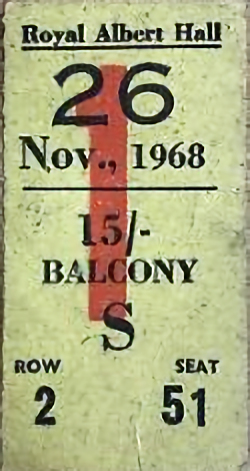 Royal Albert Hall
26
Nov., 1968
15/-
BALCONY
S
ROW SEAT
2 51